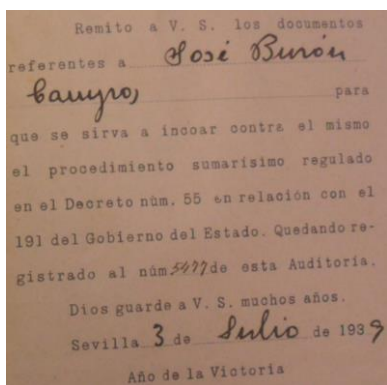 Remito a V. S. los documentos
referentes a José Burón
para
que se sirva a incoar contra el mismo
el procedimiento sumarísimo regulado
en el Decreto núm. 55 en relación con el
191 del Gobierno del Estado. Quedando re-
gistrado al núm 5477 de esta Auditoría.
Dios guarde a V. S. muchos años.
Sevilla 3 de Julio de 1939
Año de la Victoria